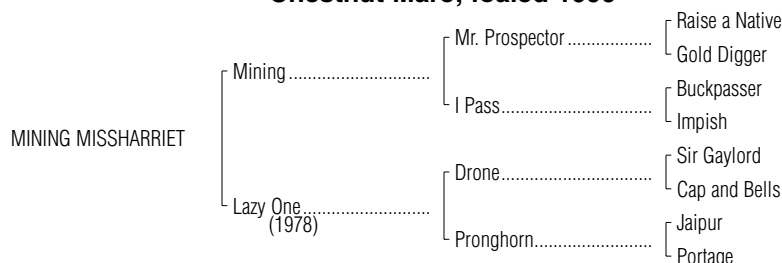 Chestnut Mare; foaled
Raise a Native
Mr. Prospector
Gold Digger
Mining
Buckpasser
I Pass
Impish
MINING MISSHARRIET
Sir Gaylord
Drone
Cap and Bells
Lazy One
(1978)
Jaipur
Pronghorn
Portage